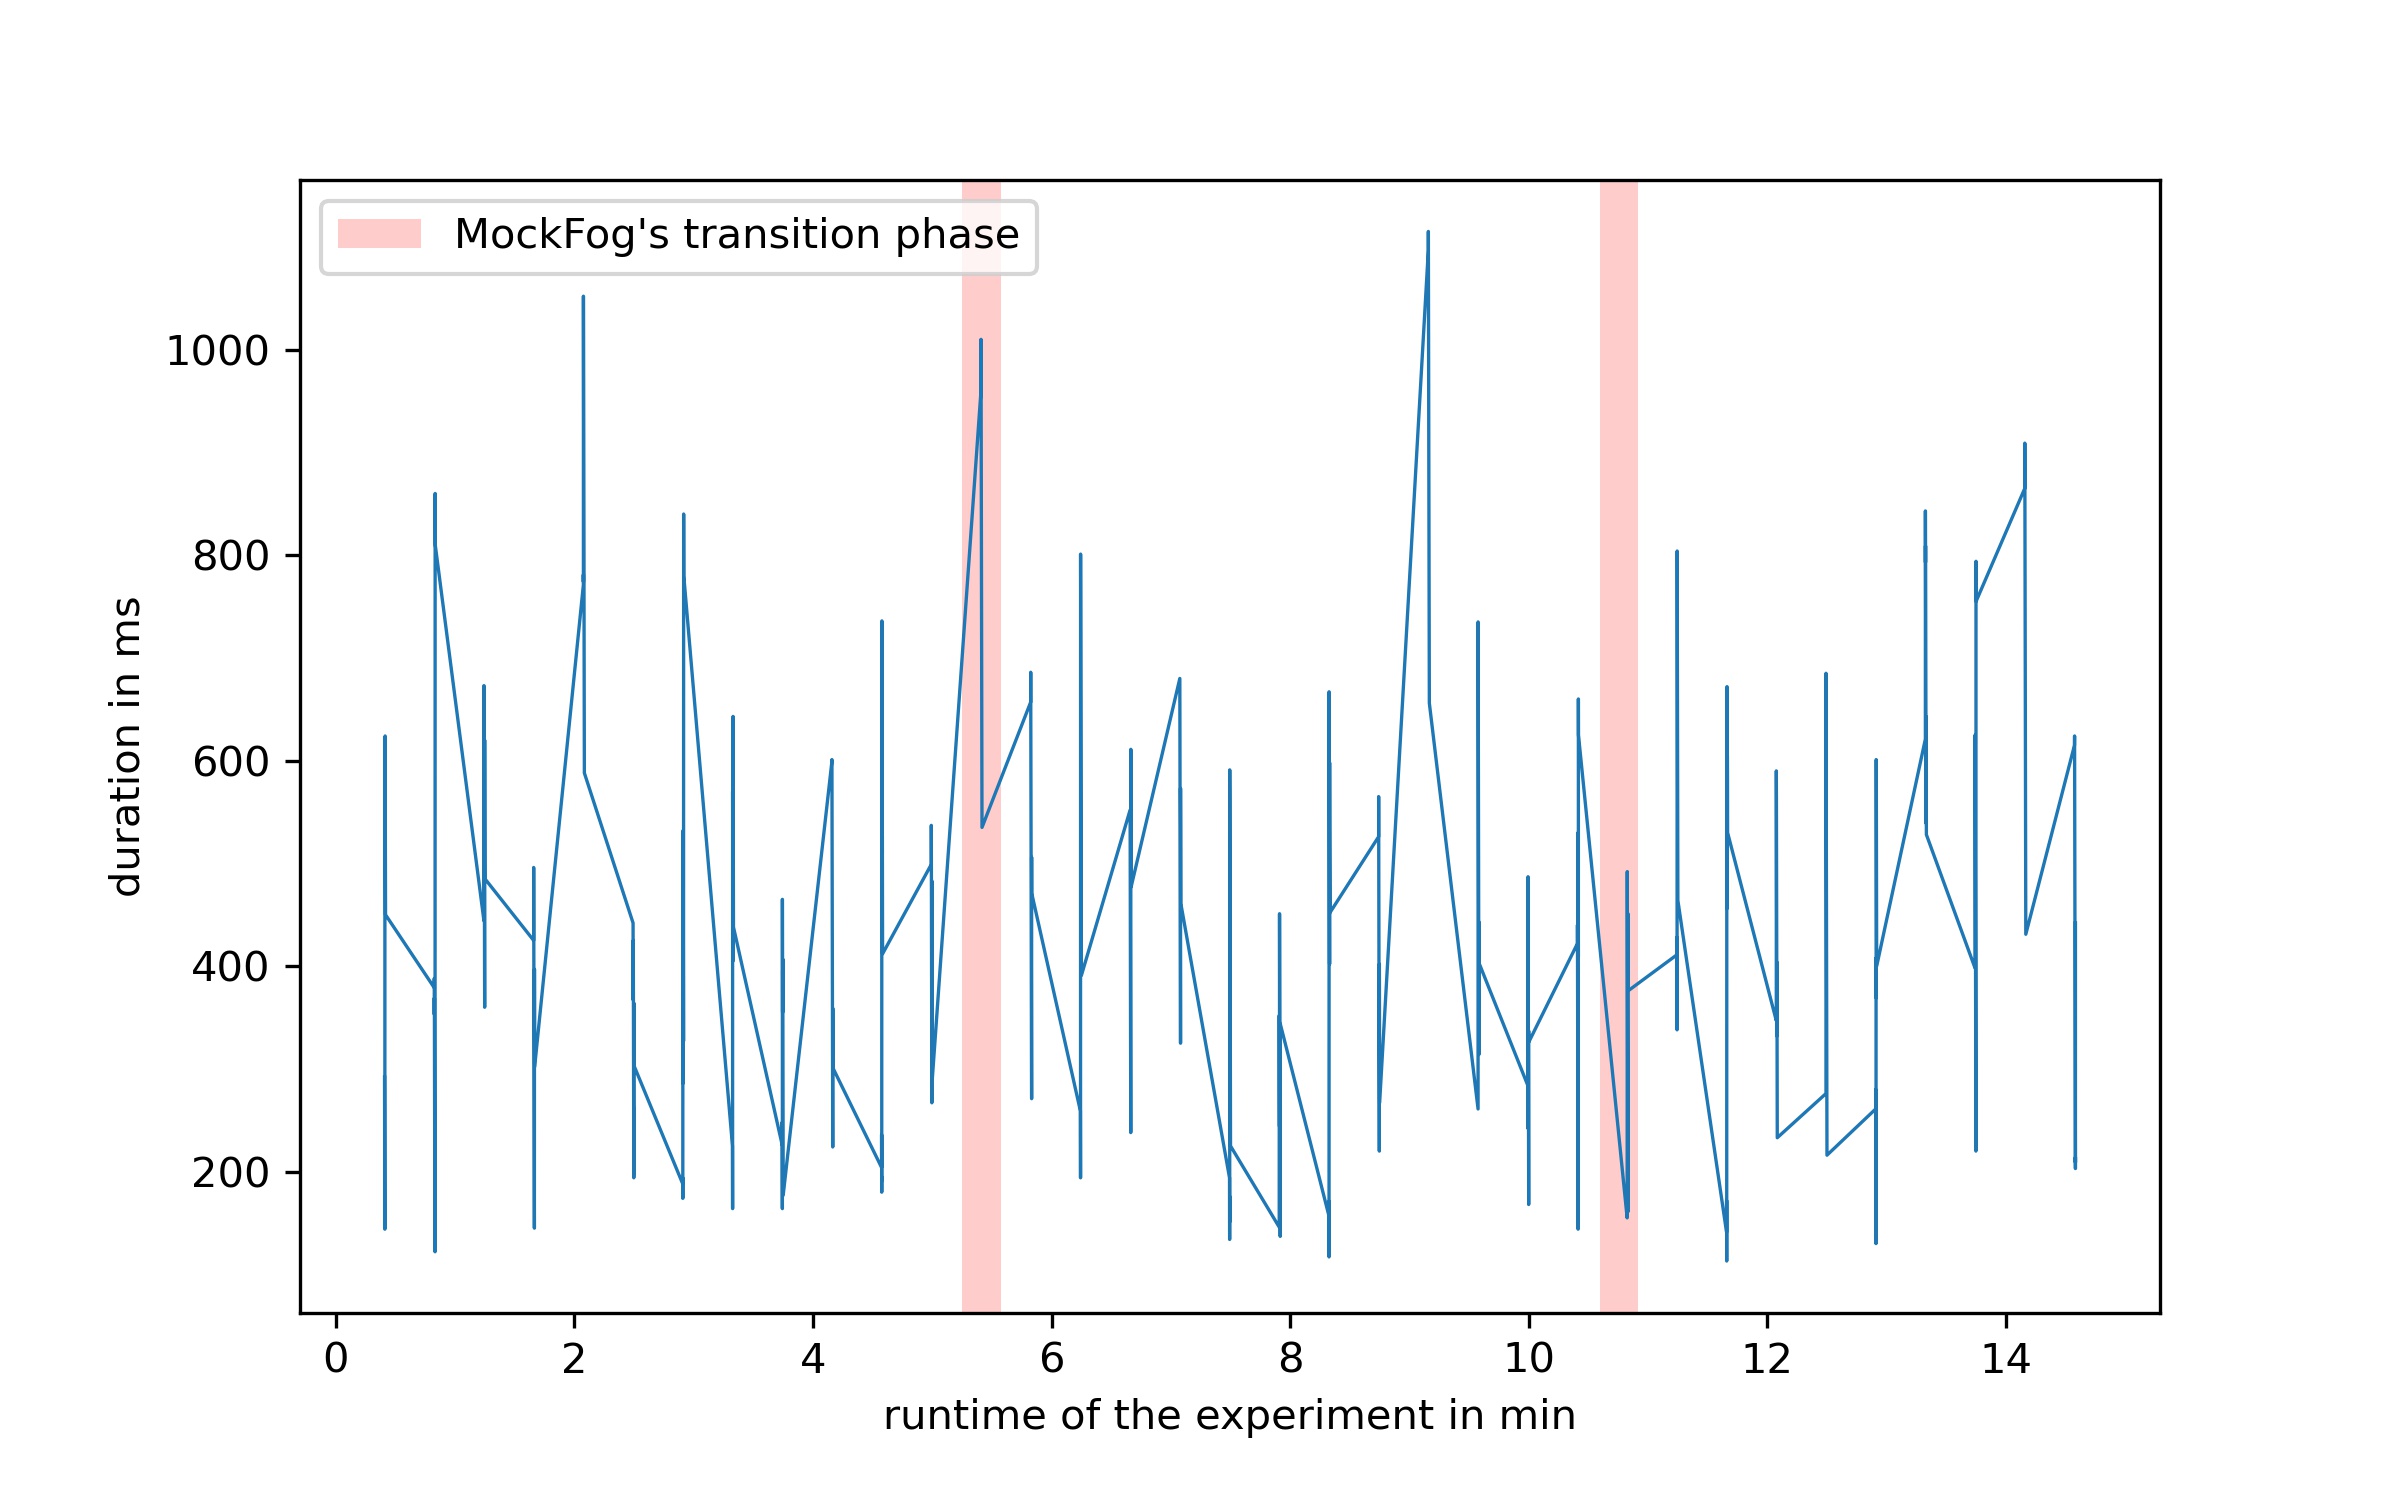 MockFog's transition phase
1000
800
600
400
200
duration in ms
0 2 4 6 8 10 12 14
runtime of the experiment in min